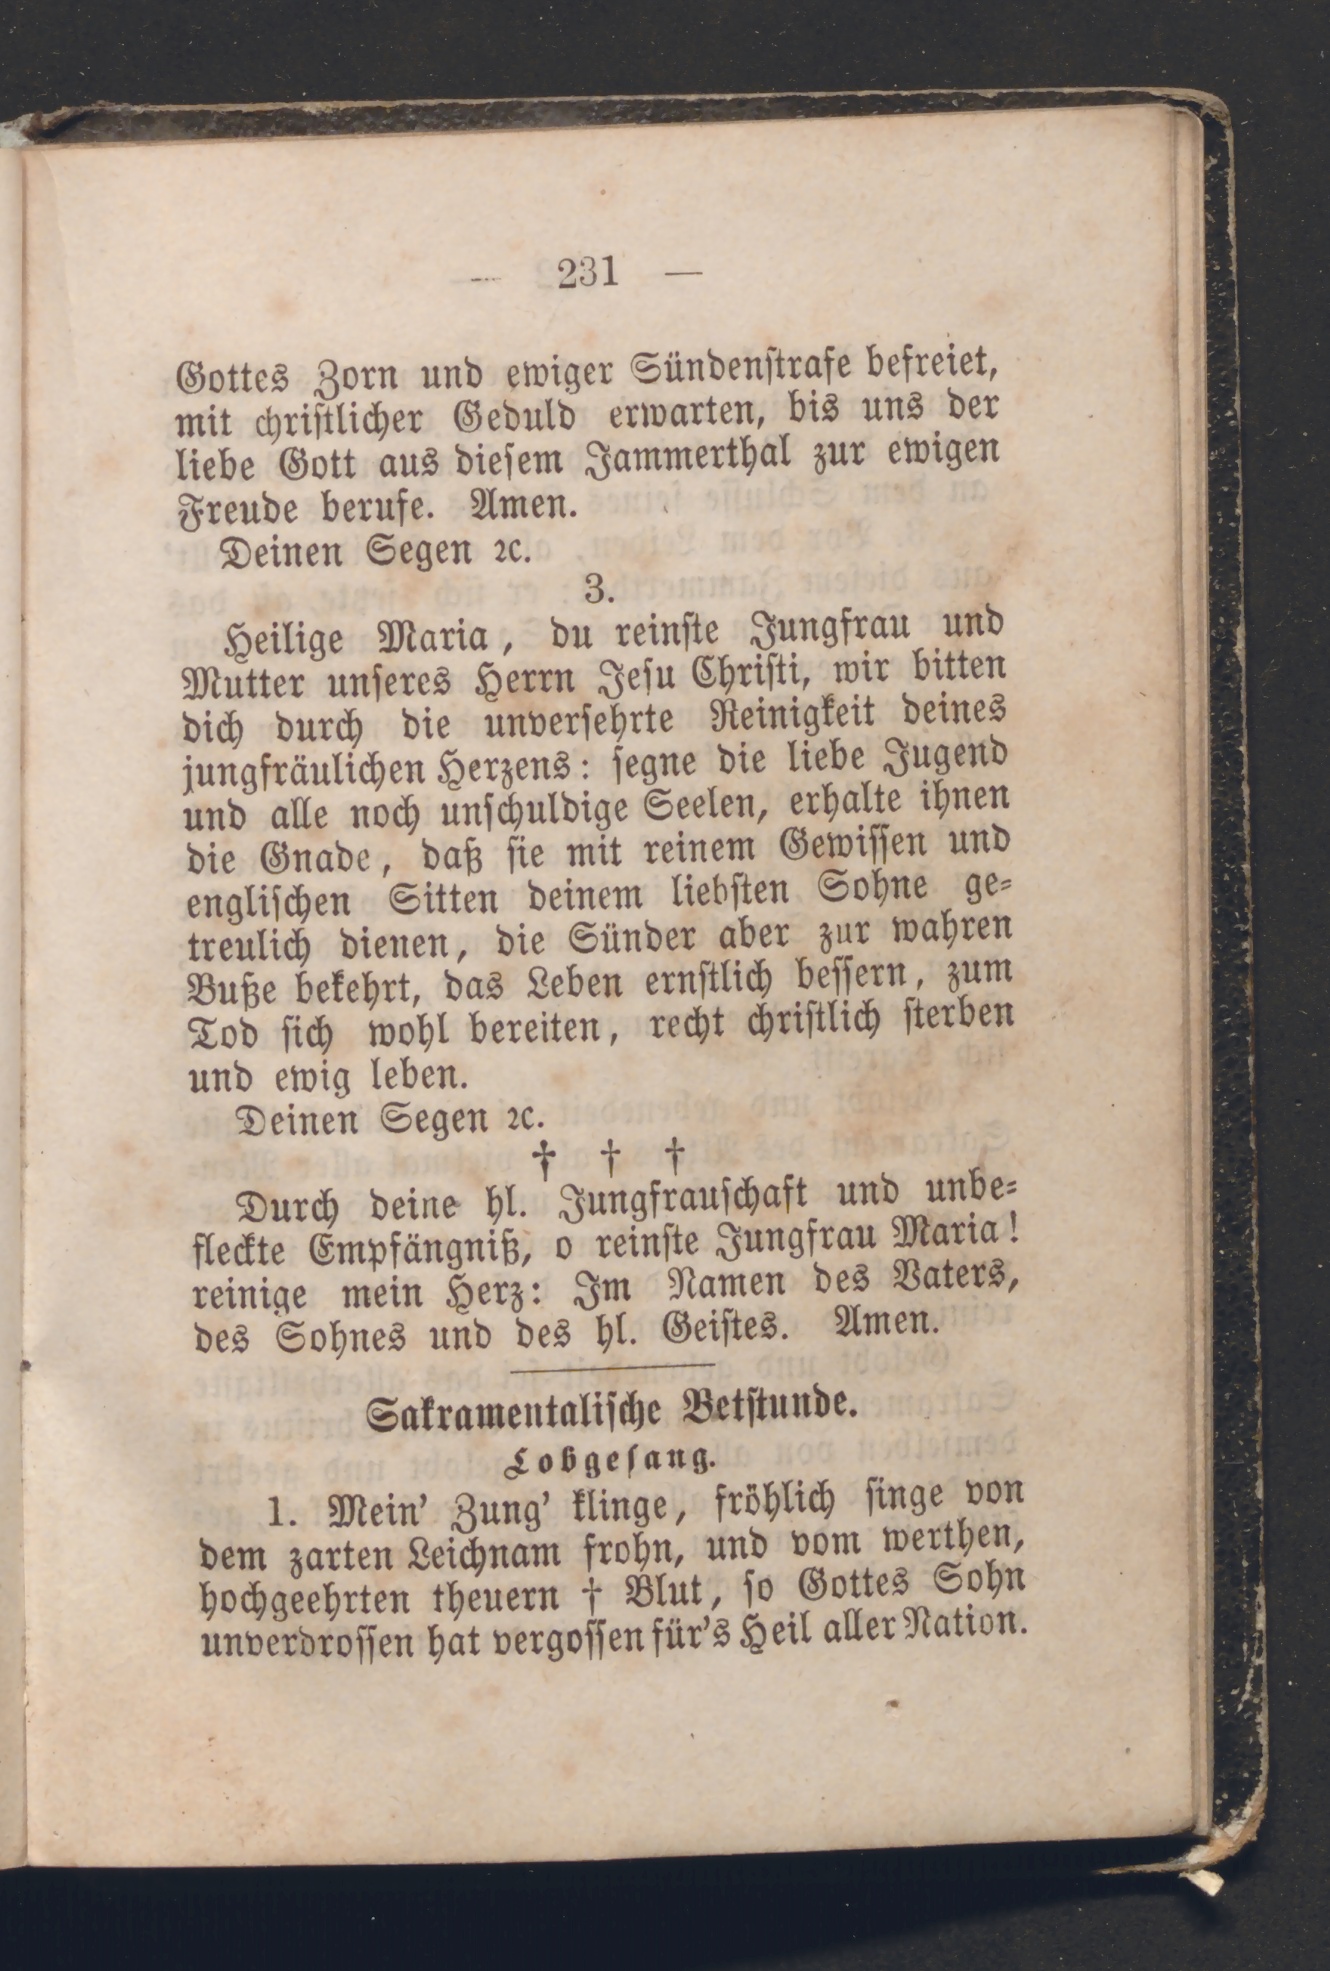 — 231 —
Gottes Zorn und ewiger Sündenstrafe befreiet,
mit christlicher Geduld erwarten, bis uns der
liebe Gott aus diesem Jammerthal zur ewigen
Freude berufe. Amen.
Deinen Segen ꝛc.
3.
Heilige Maria, du reinste Jungfrau und
Mutter unseres Herrn Jesu Christi, wir bitten
dich durch die unversehrte Reinigkeit deines
jungfräulichen Herzens: segne die liebe Jugend
und alle noch unschuldige Seelen, erhalte ihnen
die Gnade, daß sie mit reinem Gewissen und
englischen Sitten deinem liebsten Sohne ge-
treulich dienen, die Sünder aber zur wahren
Buße bekehrt, das Leben ernstlich bessern, zum
Tod sich wohl bereiten, recht christlich sterben
und ewig leben.
Deinen Segen ꝛc.
† † †
Durch deine hl. Jungfrauschaft und unbe-
fleckte Empfängniß, o reinste Jungfrau Maria!
reinige mein Herz: Im Namen des Vaters,
des Sohnes und des hl. Geistes. Amen.
Sakramentalische Betstunde.
Lobgesang.
1. Mein' Zung' klinge, fröhlich singe von
dem zarten Leichnam frohn, und vom werthen,
hochgeehrten theuern † Blut, so Gottes Sohn
unverdrossen hat vergossen für's Heil aller Nation.